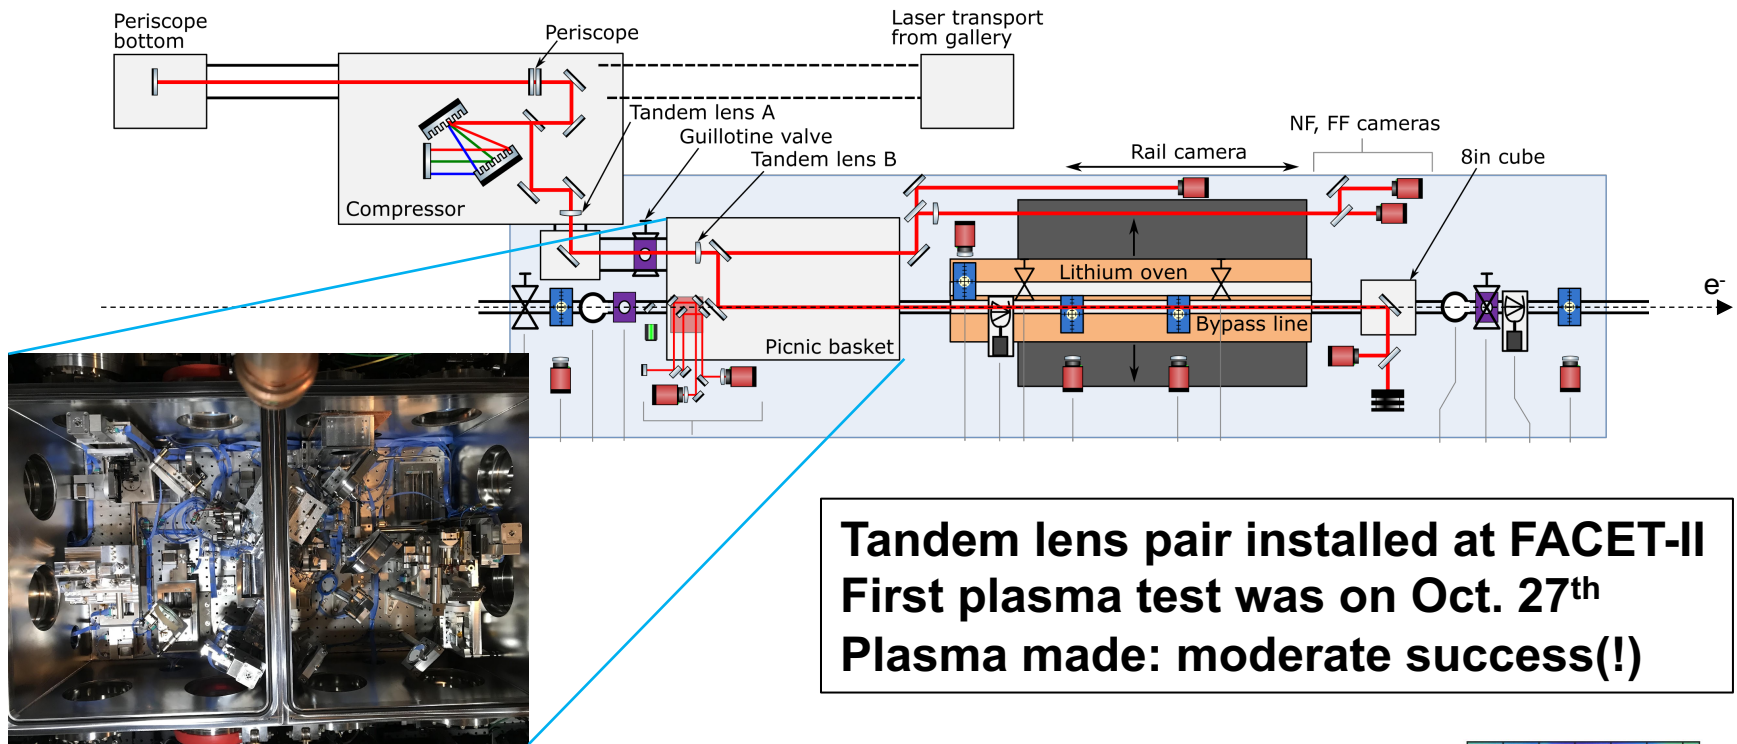 Periscope
bottom
Periscope
Laser transport
from gallery
Tandem lens A
Guillotine valve
Tandem lens B
NF, FF cameras
Rail camera
8in cube
Compressor
Lithium oven
e-
Bypass line
Picnic basket
Tandem lens pair installed at FACET-II
First plasma test was on Oct. 27th
Plasma made: moderate success(!)